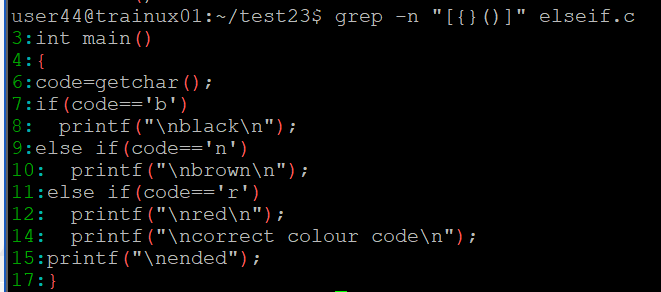 user44@trainux01:~/test23$ grep -n "[{}()]" elseif.c
3:int main()
4:{
6:code=getchar();
7:if(code=='b')
8:  printf("\nblack\n");
9:else if(code=='n')
10:  printf("\nbrown\n");
11:else if(code=='r')
12:  printf("\nred\n");
14:  printf("\ncorrect colour code\n");
15:printf("\nended");
17:}